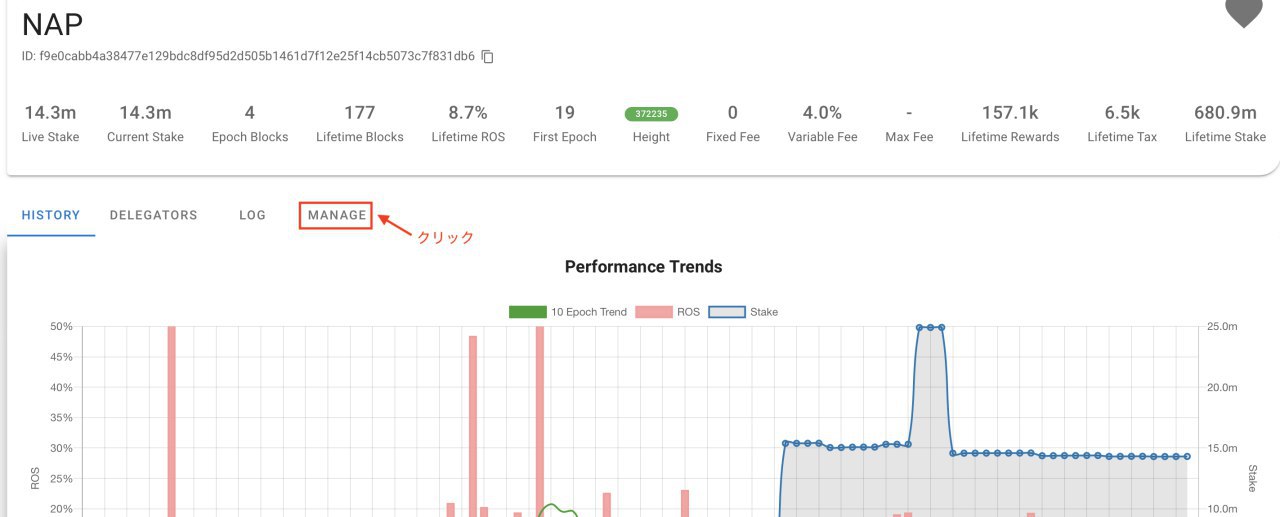 NAP
ID: f9e0cabb4a38477e129bdc8df95d2d505b1461d7f12e25f14cb5073c7f831db6
14.3m 14.3m 4 177 8.7% 19 372235 0 4.0% - 157.1k 6.5k 680.9m
Live Stake Current Stake Epoch Blocks Lifetime Blocks Lifetime ROS First Epoch Height Fixed Fee Variable Fee Max Fee Lifetime Rewards Lifetime Tax Lifetime Stake
HISTORY DELEGATORS LOG MANAGE
クリック
Performance Trends
10 Epoch Trend ROS Stake
50% 25.0m
45%
40% 20.0m
35%
30% 15.0m
25%
20% 10.0m
ROS
Stake